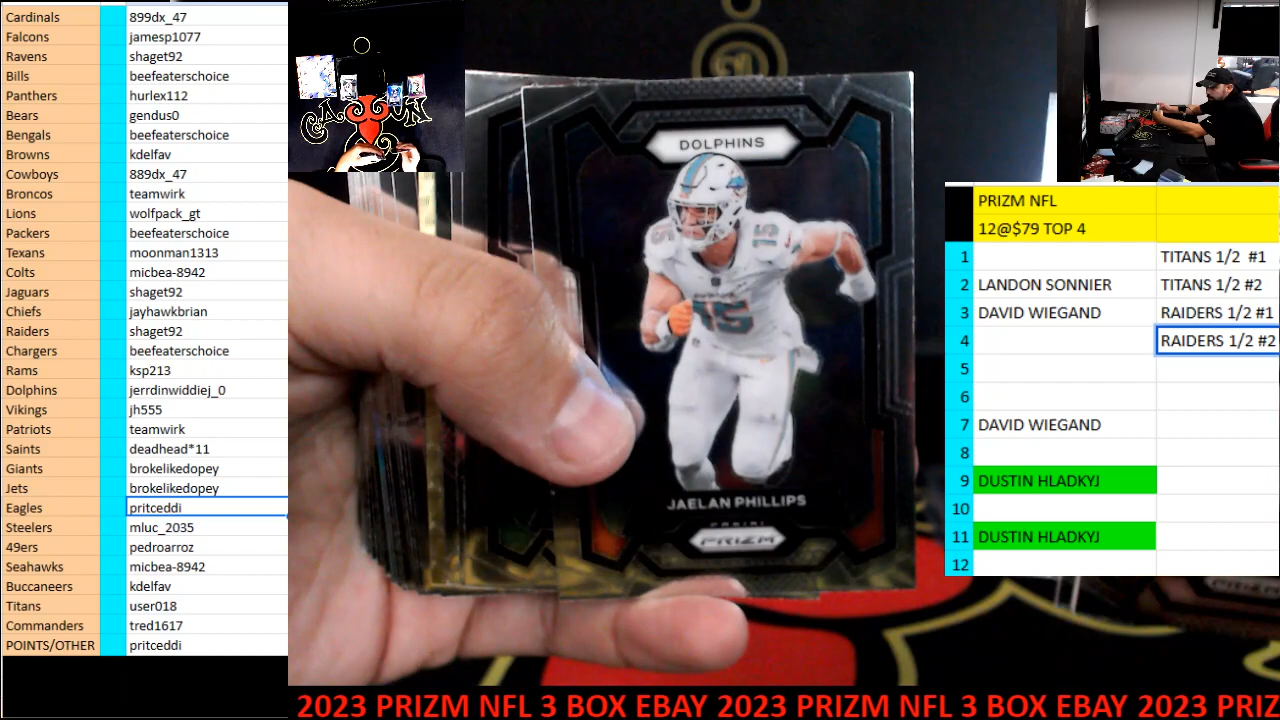 Cardinals 899dx_47
Falcons jamesp1077
Ravens shaget92
Bills beefeaterschoice
Panthers hurlex112
Bears gendus0
Bengals beefeaterschoice
Browns kdelfav
Cowboys 889dx_47
Broncos teamwirk
Lions wolfpack_gt
Packers beefeaterschoice
Texans moonman1313
Colts micbea-8942
Jaguars shaget92
Chiefs jayhawkbrian
Raiders shaget92
Chargers beefeaterschoice
Rams ksp213
Dolphins jerrdinwiddiej_0
Vikings jh555
Patriots teamwirk
Saints deadhead*11
Giants brokelikedopey
Jets brokelikedopey
Eagles pritceddi
Steelers mluc_2035
49ers pedroarroz
Seahawks micbea-8942
Buccaneers kdelfav
Titans user018
Commanders tred1617
POINTS/OTHER pritceddi
DOLPHINS
15
15
JAELAN PHILLIPS
PANINI
PRIZM
PRIZM NFL
12@$79 TOP 4
1 TITANS 1/2 #1
2 LANDON SONNIER TITANS 1/2 #2
3 DAVID WIEGAND RAIDERS 1/2 #1
4 RAIDERS 1/2 #2
5
6
7 DAVID WIEGAND
8
9 DUSTIN HLADKYJ
10
11 DUSTIN HLADKYJ
12
2023 PRIZM NFL 3 BOX EBAY 2023 PRIZM NFL 3 BOX EBAY 2023 PRIZ